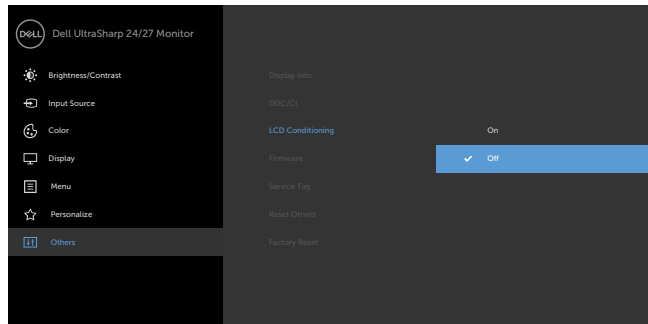 DELL Dell UltraSharp 24/27 Monitor
Brightness/Contrast
Display Info
Input Source
DDC/CI
Color
LCD Conditioning
On
Display
Firmware
Off
Menu
Service Tag
Personalize
Reset Others
Others
Factory Reset